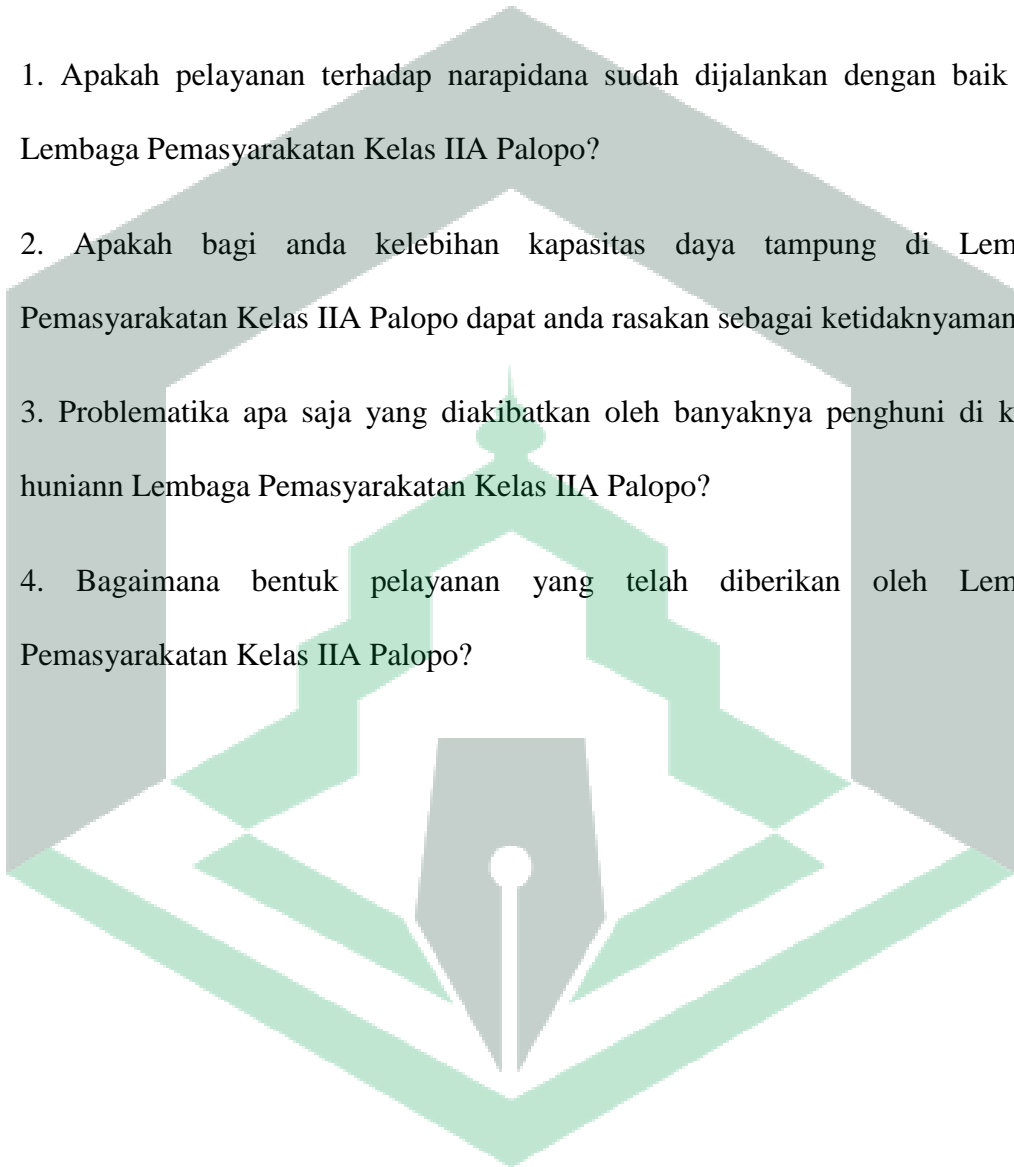 1. Apakah pelayanan terhadap narapidana sudah dijalankan dengan baik
Lembaga Pemasyarakatan Kelas IIA Palopo?
2. Apakah bagi anda kelebihan kapasitas daya tampung di Lem
Pemasyarakatan Kelas IIA Palopo dapat anda rasakan sebagai ketidaknyaman
3. Problematika apa saja yang diakibatkan oleh banyaknya penghuni di k
huniann Lembaga Pemasyarakatan Kelas IIA Palopo?
4. Bagaimana bentuk pelayanan yang telah diberikan oleh Lem
Pemasyarakatan Kelas IIA Palopo?